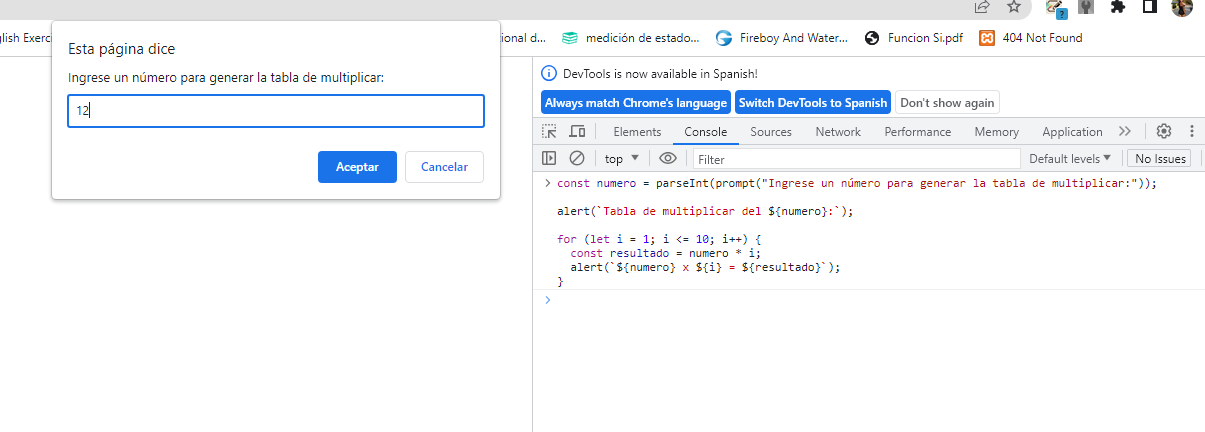 Esta página dice
Ingrese un número para generar la tabla de multiplicar:
12
Aceptar
Cancelar
glish Exerc
ional d...
medición de estado...
Fireboy And Water...
Funcion Si.pdf
404 Not Found
?
DevTools is now available in Spanish!
Always match Chrome's language
Switch DevTools to Spanish
Don't show again
Elements
Console
Sources
Network
Performance
Memory
Application
top
Filter
Default levels
No Issues
const numero = parseInt(prompt("Ingrese un número para generar la tabla de multiplicar:"));
alert(`Tabla de multiplicar del ${numero}:`);
for (let i = 1; i <= 10; i++) {
const resultado = numero * i;
alert(`${numero} x ${i} = ${resultado}`);
}